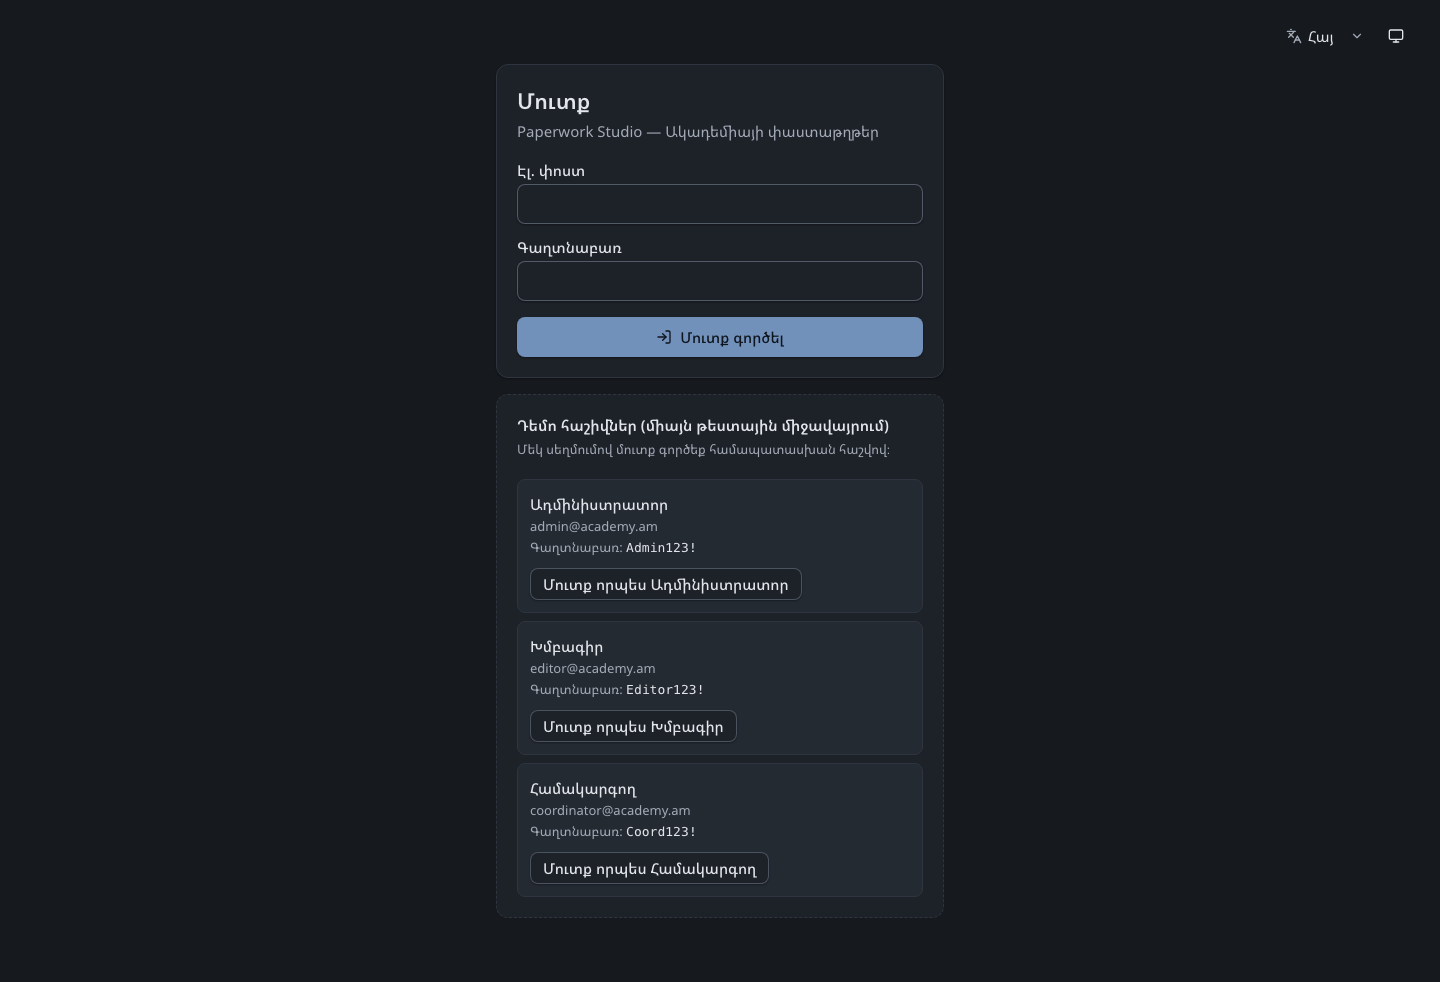 Հայ
Մուտք
Paperwork Studio — Ակադեմիայի փաստաթղթեր
Էլ. փոստ
Գաղտնաբառ
Մուտք գործել
Դեմո հաշիվներ (միայն թեստային միջավայրում)
Մեկ սեղմումով մուտք գործեք համապատասխան հաշվով։
Ադմինիստրատոր
admin@academy.am
Գաղտնաբառ: Admin123!
Մուտք որպես Ադմինիստրատոր
Խմբագիր
editor@academy.am
Գաղտնաբառ: Editor123!
Մուտք որպես Խմբագիր
Համակարգող
coordinator@academy.am
Գաղտնաբառ: Coord123!
Մուտք որպես Համակարգող